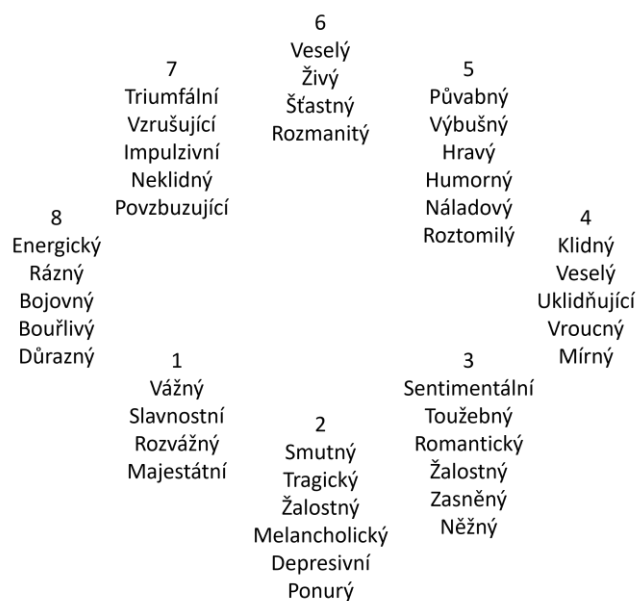 6
Veselý
Živý
Šťastný
Rozmanitý
7
Triumfální
Vzrušující
Impulzivní
Neklidný
Povzbuzující
5
Půvabný
Výbušný
Hravý
Humorný
Náladový
Roztomilý
8
Energický
Rázný
Bojovný
Bouřlivý
Důrazný
4
Klidný
Veselý
Uklidňující
Vroucný
Mírný
1
Vážný
Slavnostní
Rozvážný
Majestátní
3
Sentimentální
Toužebný
Romantický
Žalostný
Zasněný
Něžný
2
Smutný
Tragický
Žalostný
Melancholický
Depresivní
Ponurý